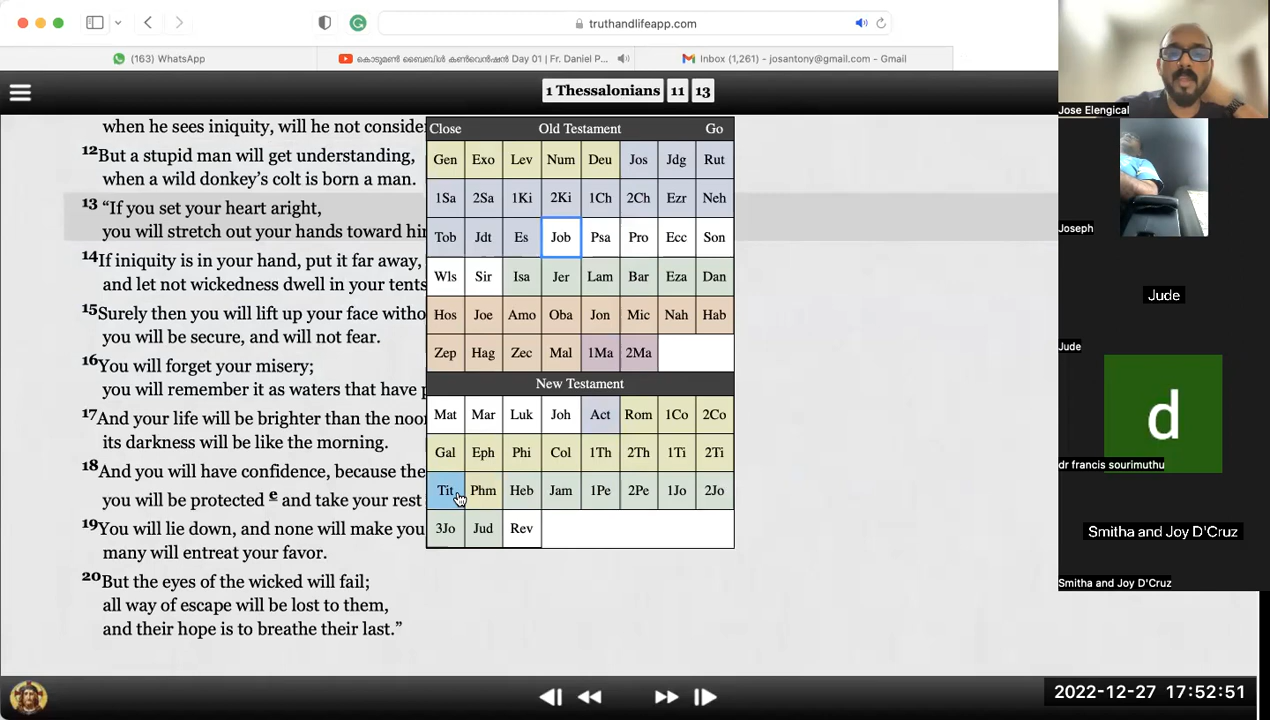 truthandlifeapp.com
(163) WhatsApp
കൊടുമൺ ബൈബിൾ കൺവെൻഷൻ Day 01 | Fr. Daniel P...
Inbox (1,261) - josantony@gmail.com - Gmail
1 Thessalonians 11 13
when he sees iniquity, will he not conside
12But a stupid man will get understanding,
when a wild donkey’s colt is born a man.
13 “If you set your heart aright,
you will stretch out your hands toward hi
14If iniquity is in your hand, put it far away,
and let not wickedness dwell in your tents
15Surely then you will lift up your face witho
you will be secure, and will not fear.
16You will forget your misery;
you will remember it as waters that have p
17And your life will be brighter than the noo
its darkness will be like the morning.
18And you will have confidence, because the
you will be protected e and take your rest
19You will lie down, and none will make you
many will entreat your favor.
20But the eyes of the wicked will fail;
all way of escape will be lost to them,
and their hope is to breathe their last.”
Close Old Testament Go
Gen Exo Lev Num Deu Jos Jdg Rut
1Sa 2Sa 1Ki 2Ki 1Ch 2Ch Ezr Neh
Tob Jdt Es Job Psa Pro Ecc Son
Wls Sir Isa Jer Lam Bar Eza Dan
Hos Joe Amo Oba Jon Mic Nah Hab
Zep Hag Zec Mal 1Ma 2Ma
New Testament
Mat Mar Luk Joh Act Rom 1Co 2Co
Gal Eph Phi Col 1Th 2Th 1Ti 2Ti
Tit Phm Heb Jam 1Pe 2Pe 1Jo 2Jo
3Jo Jud Rev
Jose Elengical
Joseph
Jude
Jude
d
dr francis sourimuthu
Smitha and Joy D'Cruz
Smitha and Joy D'Cruz
2022-12-27 17:52:51